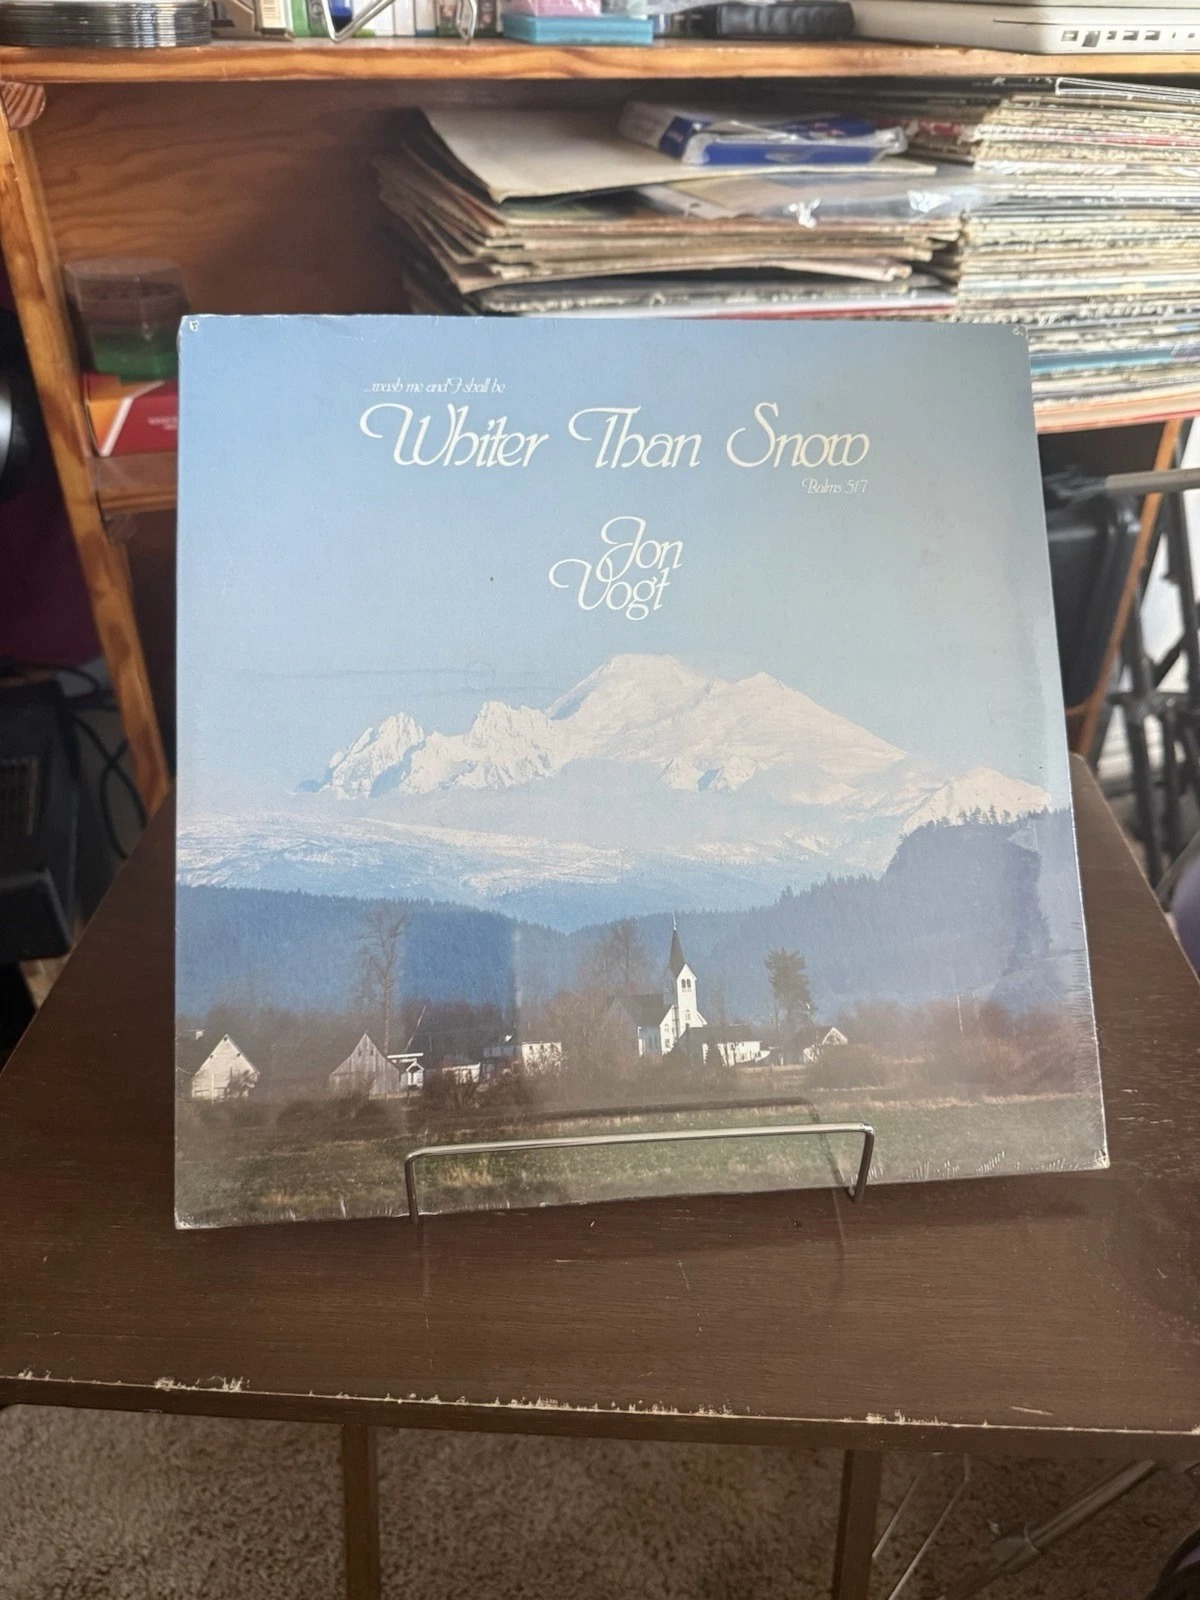 ...wash me and I shall be
Whiter Than Snow
Psalms 51:7
Jon
Vogt